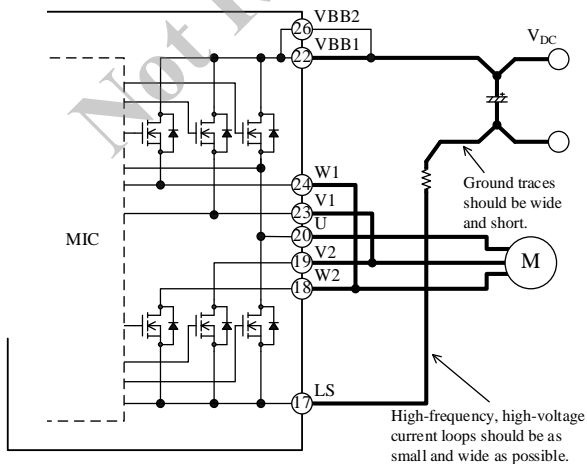 Not R
VBB2
26
VBB1
22
VDC
W1
24
V1
23
U
20
V2
19
W2
18
MIC
M
Ground traces
should be wide
and short.
LS
17
High-frequency, high-voltage
current loops should be as
small and wide as possible.